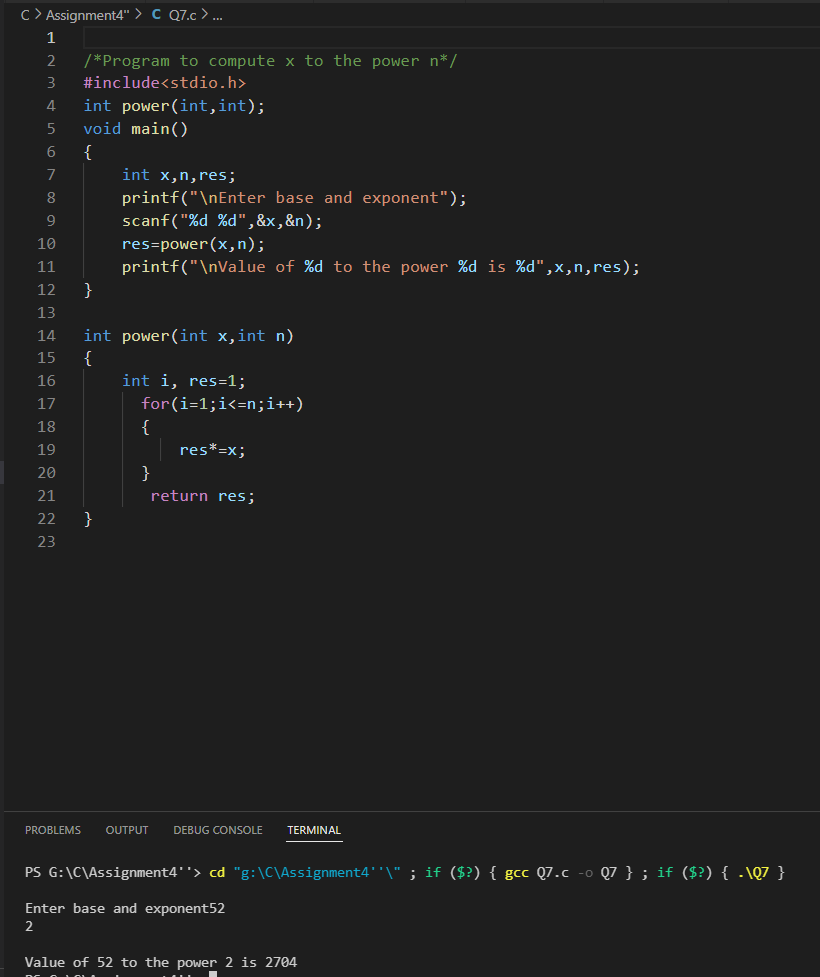 C > Assignment4'' > C Q7.c > ...
1
2 /*Program to compute x to the power n*/
3 #include<stdio.h>
4 int power(int,int);
5 void main()
6 {
7 int x,n,res;
8 printf("\nEnter base and exponent");
9 scanf("%d %d",&x,&n);
10 res=power(x,n);
11 printf("\nValue of %d to the power %d is %d",x,n,res);
12 }
13
14 int power(int x,int n)
15 {
16 int i, res=1;
17 for(i=1;i<=n;i++)
18 {
19 res*=x;
20 }
21 return res;
22 }
23
PROBLEMS OUTPUT DEBUG CONSOLE TERMINAL
PS G:\C\Assignment4''> cd "g:\C\Assignment4''\" ; if ($?) { gcc Q7.c -o Q7 } ; if ($?) { .\Q7 }
Enter base and exponent52
2
Value of 52 to the power 2 is 2704
PS G:\C\Assignment4''>